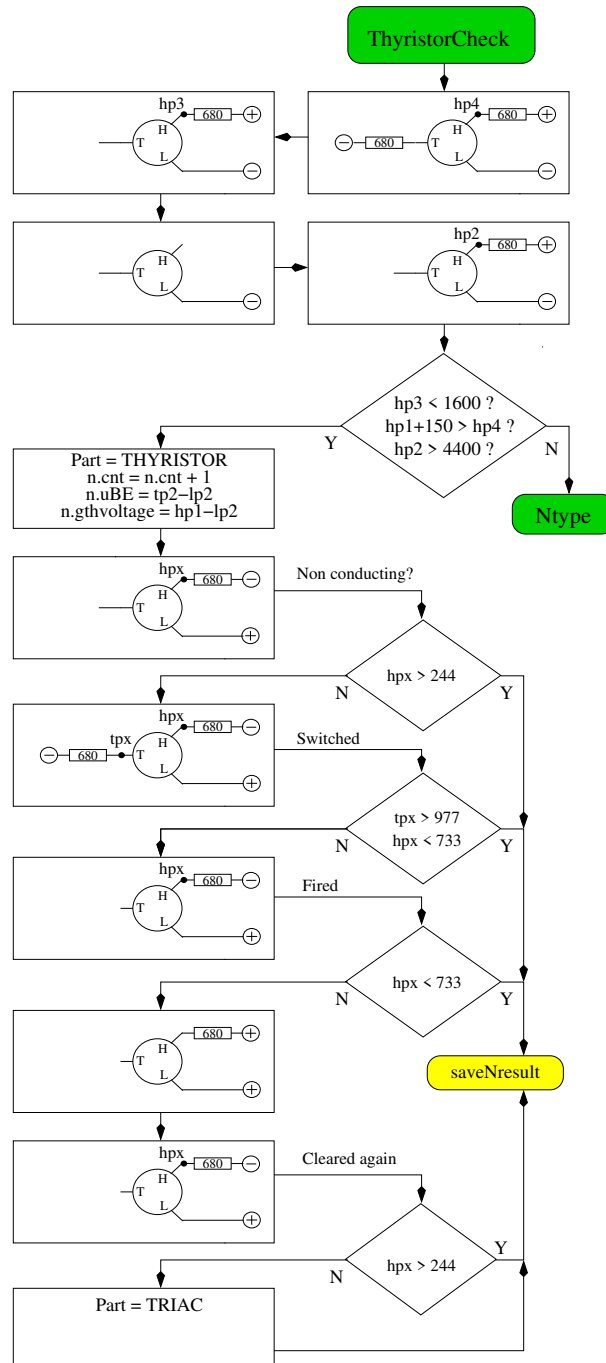 ThyristorCheck
hp3
680
H
T
L
hp4
680
680
H
T
L
H
T
L
hp2
680
H
T
L
hp3 < 1600 ?
hp1+150 > hp4 ?
hp2 > 4400 ?
Y
N
Part = THYRISTOR
n.cnt = n.cnt + 1
n.uBE = tp2−lp2
n.gthvoltage = hp1−lp2
Ntype
hpx
680
H
T
L
Non conducting?
hpx > 244
N
Y
hpx
680
tpx
680
H
T
L
Switched
tpx > 977
hpx < 733
N
Y
hpx
680
H
T
L
Fired
hpx < 733
N
Y
680
H
T
L
saveNresult
hpx
680
H
T
L
Cleared again
hpx > 244
N
Y
Part = TRIAC